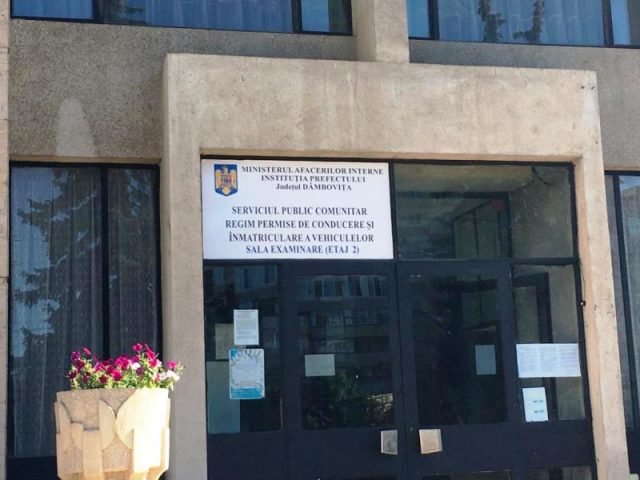 MINISTERUL AFACERILOR INTERNE
INSTITUȚIA PREFECTULUI
Județul DÂMBOVIȚA
SERVICIUL PUBLIC COMUNITAR
REGIM PERMISE DE CONDUCERE ȘI
ÎNMATRICULARE A VEHICULELOR
SALA EXAMINARE (ETAJ 2)